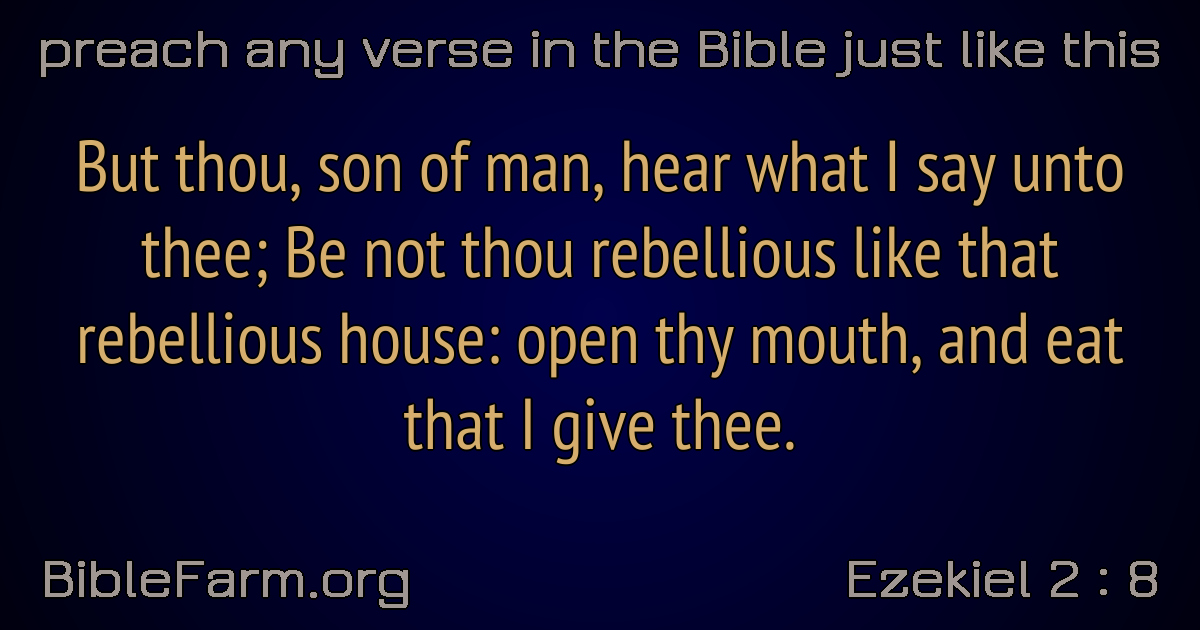 preach any verse in the Bible just like this
But thou, son of man, hear what I say unto
thee; Be not thou rebellious like that
rebellious house: open thy mouth, and eat
that I give thee.
BibleFarm.org
Ezekiel 2 : 8